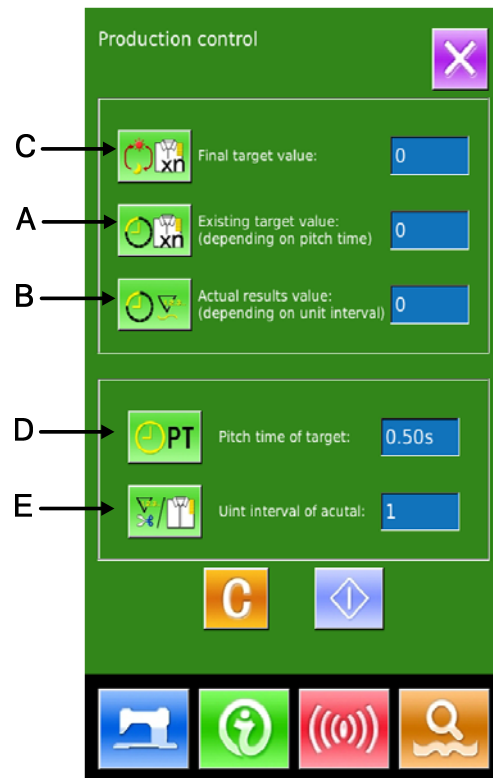 Production control
C
xn
Final target value:
0
A
xn
Existing target value:
(depending on pitch time)
0
B
Actual results value:
(depending on unit interval)
0
D
PT
Pitch time of target:
0.50s
E
Uint interval of acutal:
1
C